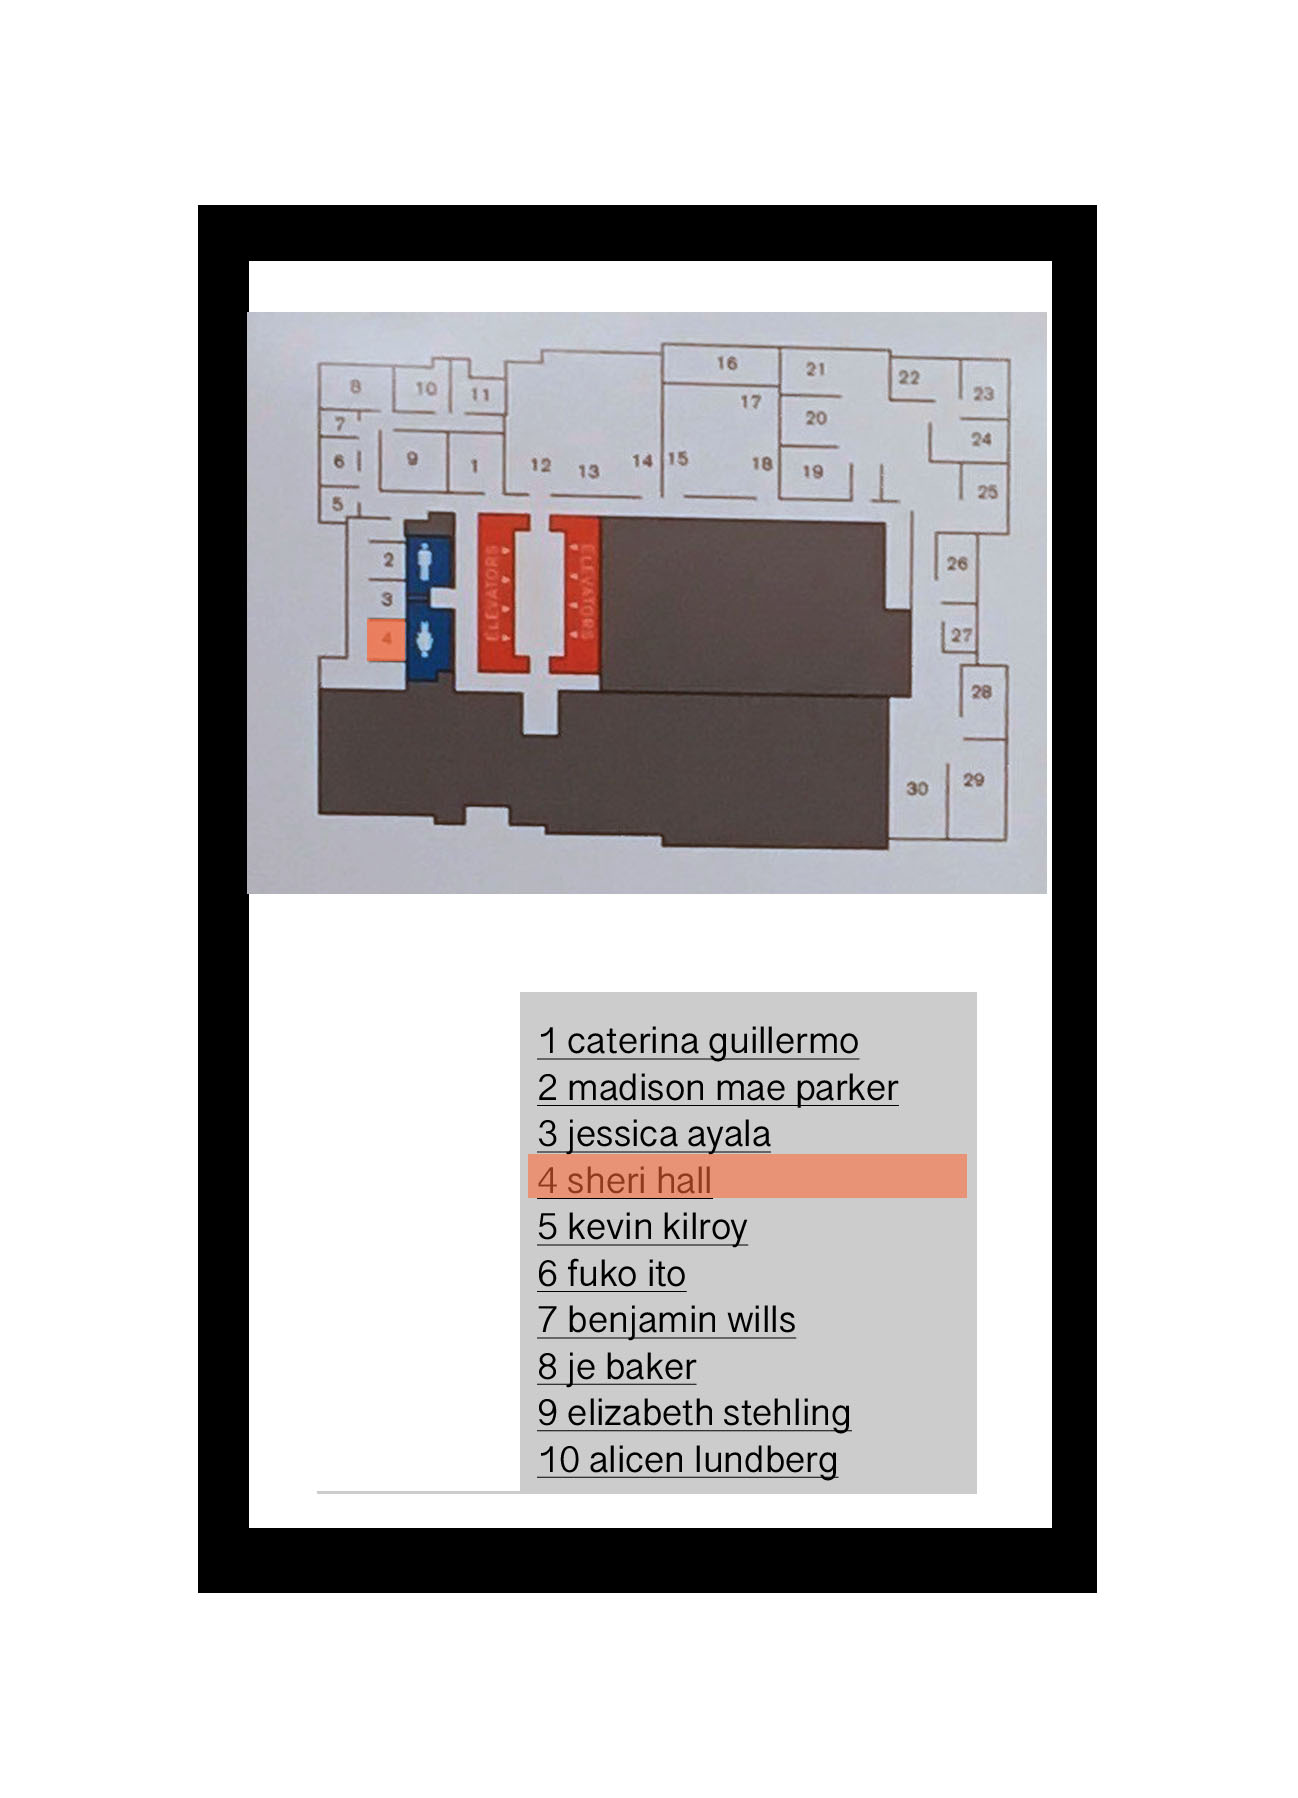 8
10
11
16
21
22
23
7
17
20
24
6
9
1
12
13
14
15
18
19
25
5
2
3
4
ELEVATORS
ELEVATORS
26
27
28
30
29
1 caterina guillermo
2 madison mae parker
3 jessica ayala
4 sheri hall
5 kevin kilroy
6 fuko ito
7 benjamin wills
8 je baker
9 elizabeth stehling
10 alicen lundberg